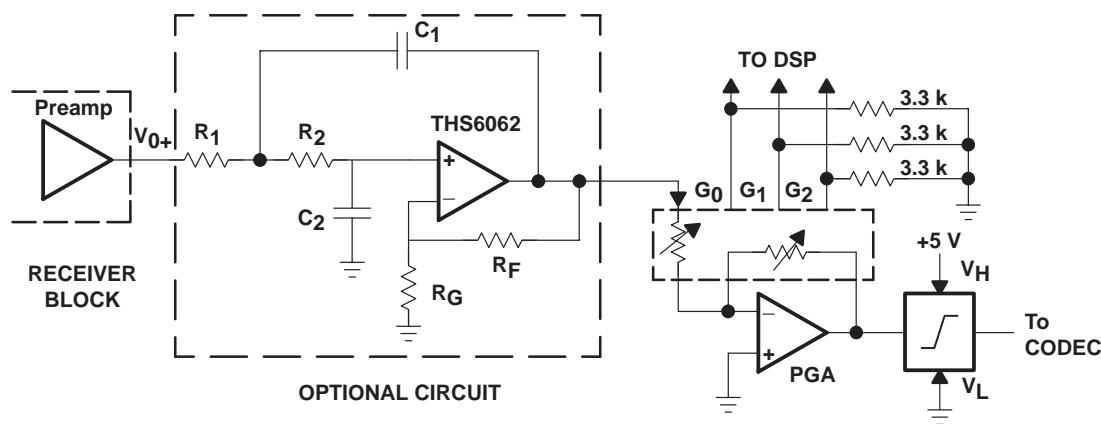 C1
TO DSP
Preamp
3.3 k
V0+
R1
R2
THS6062
3.3 k
+
3.3 k
−
G0
G1
G2
C2
RF
+5 V
VH
RECEIVER
BLOCK
RG
−
+
To
CODEC
PGA
VL
OPTIONAL CIRCUIT